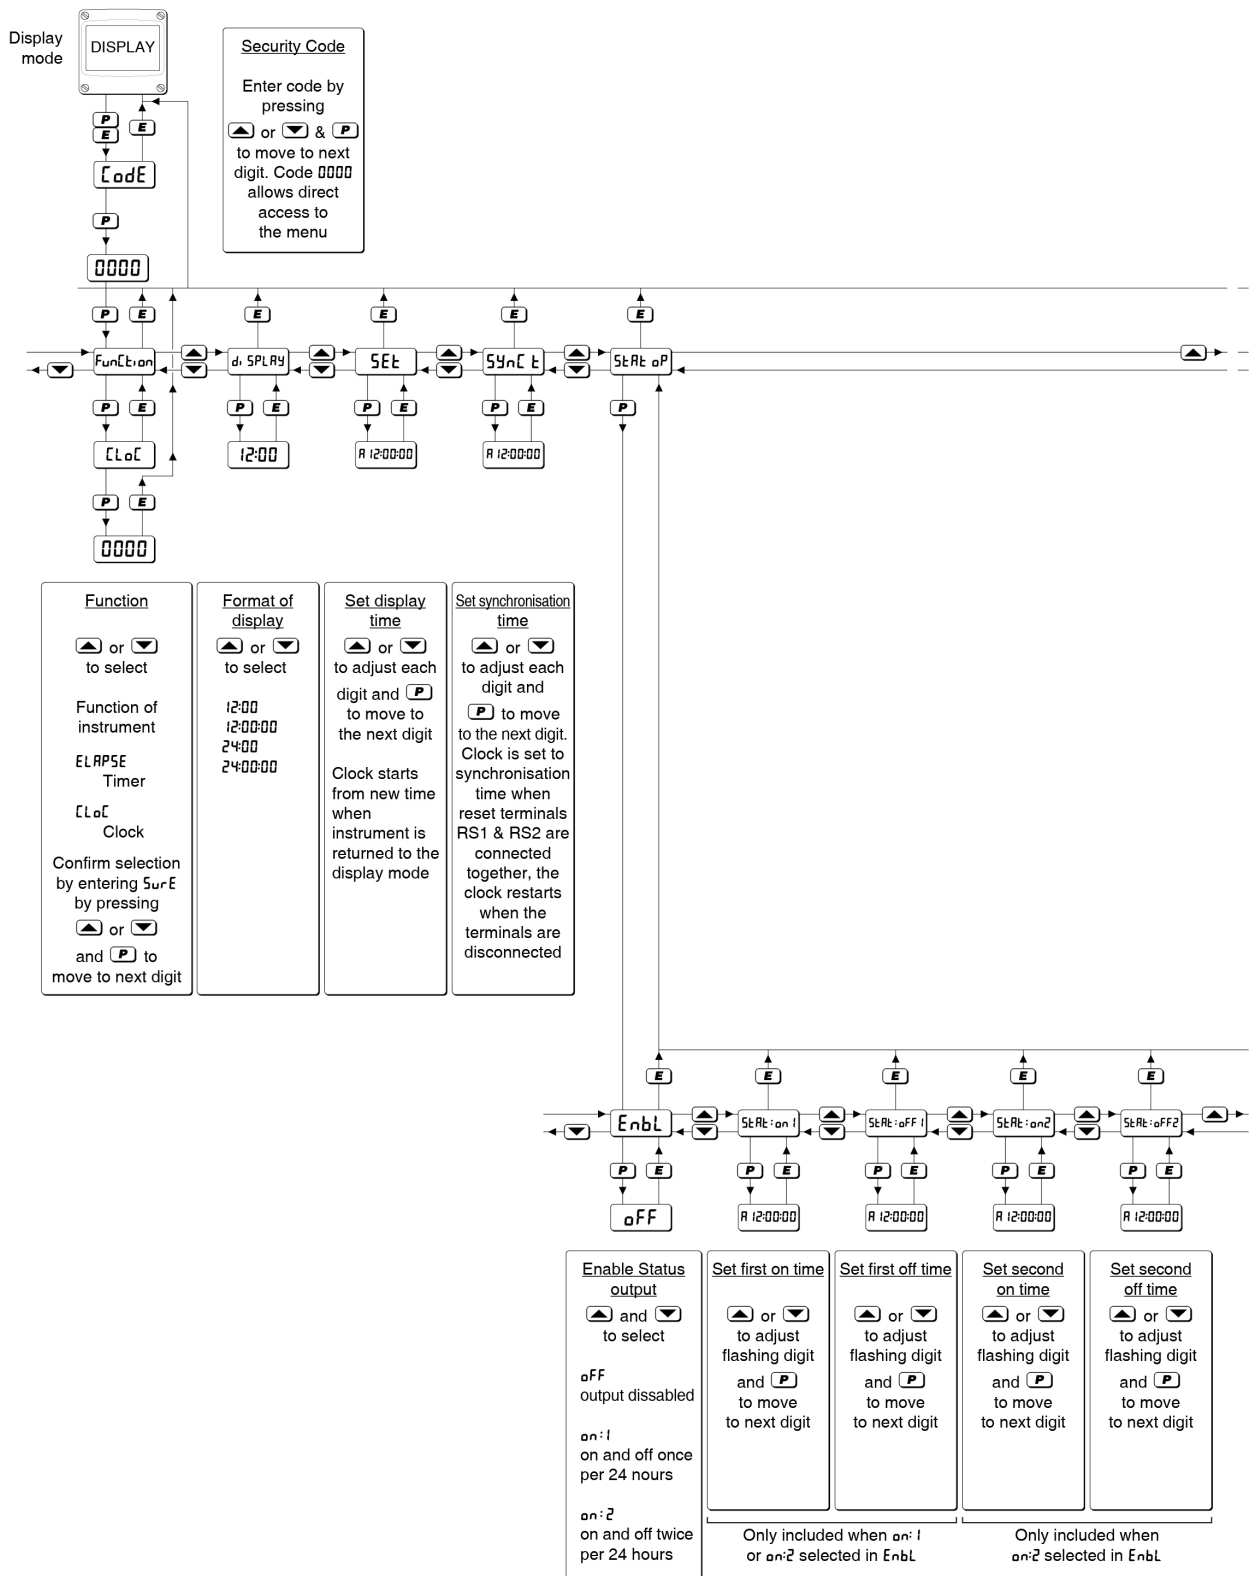 Display
mode
DISPLAY
P
E
E
CodE
P
0000
Security Code
Enter code by
pressing
or & P
to move to next
digit. Code 0000
allows direct
access to
the menu
P E E E E E
FunCtion di SPLAY SEt SYnC t StAt oP
P E P E P E P E P
CLoC 12:00 A 12:00:00 A 12:00:00
P E
0000
Function
or
to select
Function of
instrument
ELAPSE
Timer
CLoC
Clock
Confirm selection
by entering SurE
by pressing
or
and P to
move to next digit
Format of
display
or
to select
12:00
12:00:00
24:00
24:00:00
Set display
time
or
to adjust each
digit and P
to move to
the next digit
Clock starts
from new time
when
instrument is
returned to the
display mode
Set synchronisation
time
or
to adjust each
digit and
P to move
to the next digit.
Clock is set to
synchronisation
time when
reset terminals
RS1 & RS2 are
connected
together, the
clock restarts
when the
terminals are
disconnected
E E E E E
EnbL StAt:on1 StAt:oFF1 StAt:on2 StAt:oFF2
P E P E P E P E P E
oFF A 12:00:00 A 12:00:00 A 12:00:00 A 12:00:00
Enable Status
output
and
to select
oFF
output dissabled
on:1
on and off once
per 24 nours
on:2
on and off twice
per 24 hours
Set first on time
or
to adjust
flashing digit
and P
to move
to next digit
Set first off time
or
to adjust
flashing digit
and P
to move
to next digit
Set second
on time
or
to adjust
flashing digit
and P
to move
to next digit
Set second
off time
or
to adjust
flashing digit
and P
to move
to next digit
Only included when on:1
or on:2 selected in EnbL
Only included when
on:2 selected in EnbL